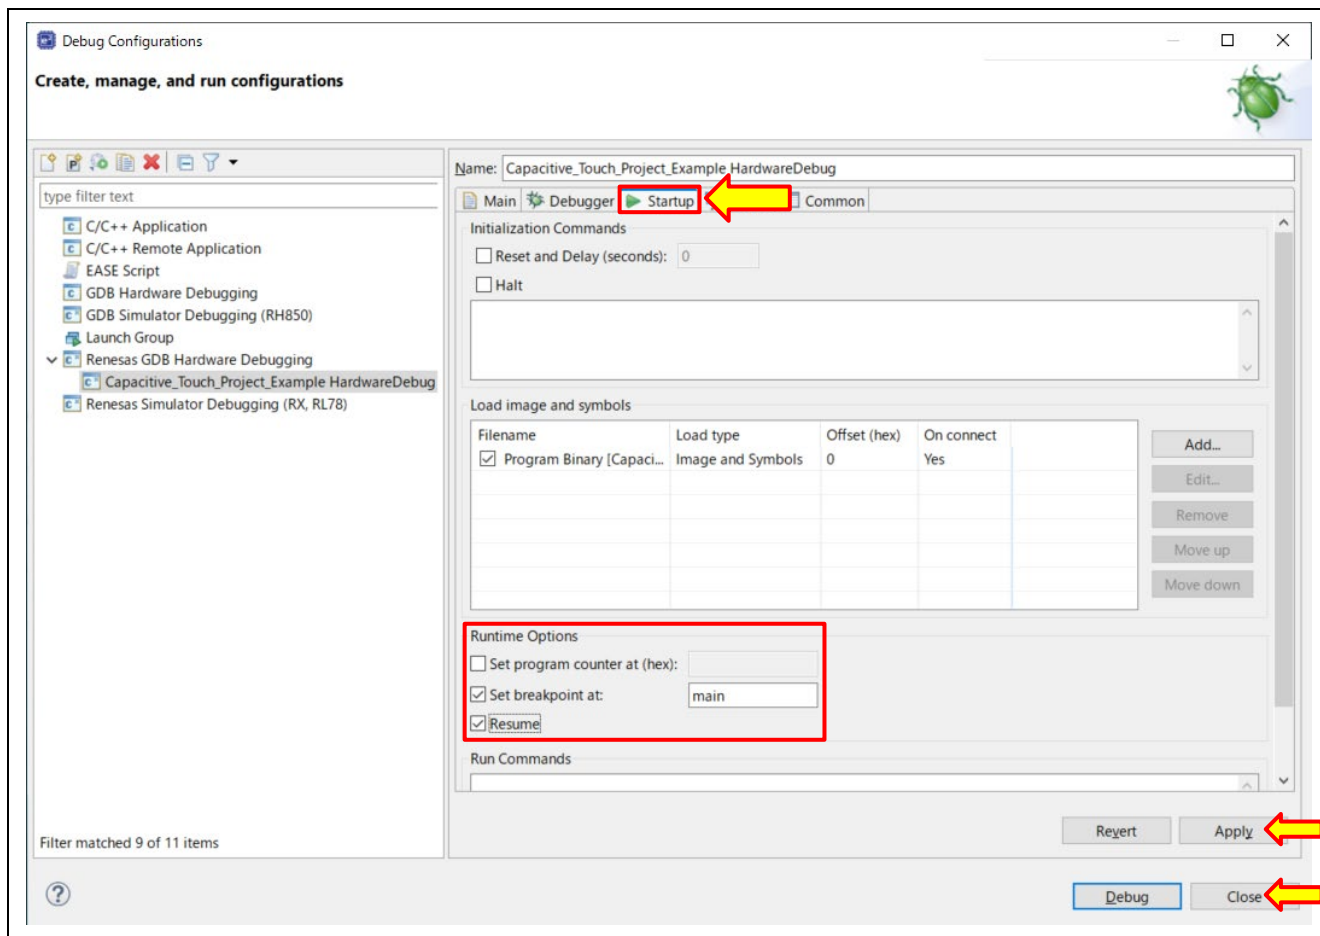 Debug Configurations
Create, manage, and run configurations
type filter text
C/C++ Application
C/C++ Remote Application
EASE Script
GDB Hardware Debugging
GDB Simulator Debugging (RH850)
Launch Group
Renesas GDB Hardware Debugging
Capacitive_Touch_Project_Example HardwareDebug
Renesas Simulator Debugging (RX, RL78)
Filter matched 9 of 11 items
Name: Capacitive_Touch_Project_Example HardwareDebug
Main Debugger Startup Common
Initialization Commands
Reset and Delay (seconds): 0
Halt
Load image and symbols
Filename Load type Offset (hex) On connect
Program Binary [Capaci... Image and Symbols 0 Yes
Add...
Edit...
Remove
Move up
Move down
Runtime Options
Set program counter at (hex):
Set breakpoint at: main
Resume
Run Commands
Revert Apply
Debug Close